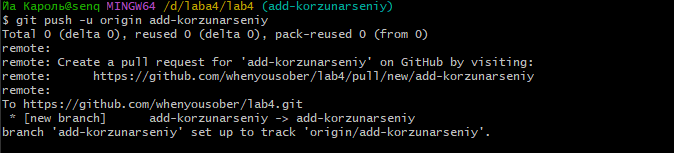 Йа Кароль@senq MINGW64 /d/laba4/lab4 (add-korzunarseniy)
$ git push -u origin add-korzunarseniy
Total 0 (delta 0), reused 0 (delta 0), pack-reused 0 (from 0)
remote:
remote: Create a pull request for 'add-korzunarseniy' on GitHub by visiting:
remote:      https://github.com/whenyousober/lab4/pull/new/add-korzunarseniy
remote:
To https://github.com/whenyousober/lab4.git
 * [new branch]      add-korzunarseniy -> add-korzunarseniy
branch 'add-korzunarseniy' set up to track 'origin/add-korzunarseniy'.